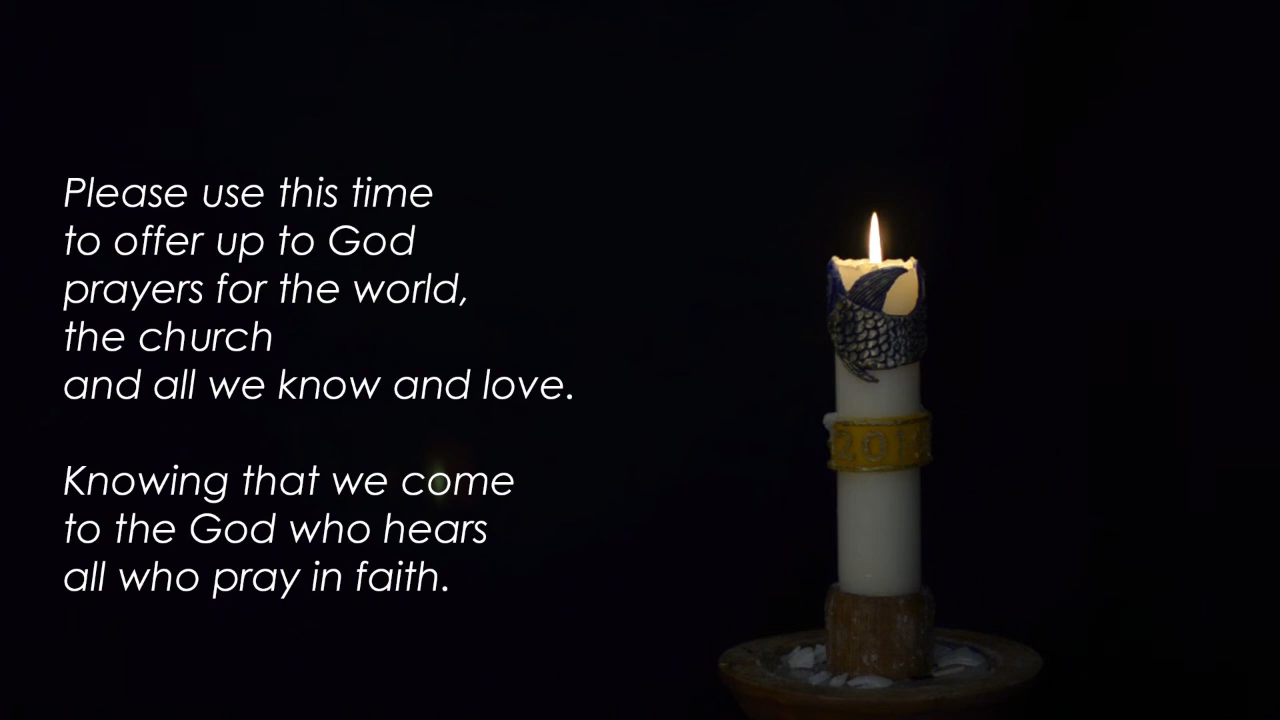 Please use this time
to offer up to God
prayers for the world,
the church
and all we know and love.
Knowing that we come
to the God who hears
all who pray in faith.